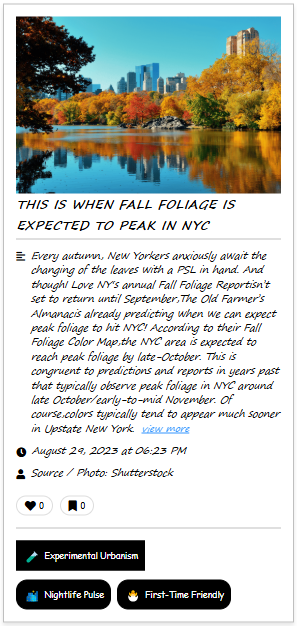 THIS IS WHEN FALL FOLIAGE IS
EXPECTED TO PEAK IN NYC
Every autumn, New Yorkers anxiously await the
changing of the leaves with a PSL in hand. And
though! Love NY's annual Fall Foliage Reportisn't
set to return until September,The Old Farmer's
Almanacis already predicting when we can expect
peak foliage to hit NYC! According to their Fall
Foliage Color Map,the NYC area is expected to
reach peak foliage by late-October. This is
congruent to predictions and reports in years past
that typically observe peak foliage in NYC around
late October/early-to-mid November. Of
course,colors typically tend to appear much sooner
in Upstate New York. view more
August 29, 2023 at 06:23 PM
Source / Photo: Shutterstock
0 0
Experimental Urbanism
Nightlife Pulse First-Time Friendly